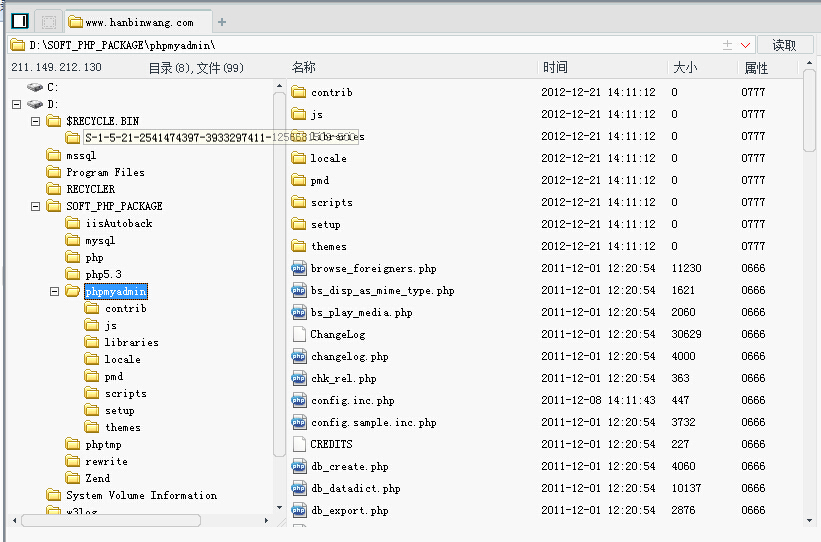 www.hanbinwang.com
D:\SOFT_PHP_PACKAGE\phpmyadmin\ 读取
211.149.212.130 目录(8),文件(99)
C:
D:
$RECYCLE.BIN
S-1-5-21-2541474397-3933297411-
mssql
Program Files
RECYCLER
SOFT_PHP_PACKAGE
iisAutoback
mysql
php
php5.3
phpmyadmin
contrib
js
libraries
locale
pmd
scripts
setup
themes
phptmp
rewrite
Zend
System Volume Information
w3log
名称 时间 大小 属性
contrib 2012-12-21 14:11:12 0 0777
js 2012-12-21 14:11:12 0 0777
libraries 2012-12-21 14:11:12 0 0777
locale 2012-12-21 14:11:12 0 0777
pmd 2012-12-21 14:11:12 0 0777
scripts 2012-12-21 14:11:12 0 0777
setup 2012-12-21 14:11:12 0 0777
themes 2012-12-21 14:11:12 0 0777
browse_foreigners.php 2011-12-01 12:20:54 11230 0666
bs_disp_as_mime_type.php 2011-12-01 12:20:54 1621 0666
bs_play_media.php 2011-12-01 12:20:54 2060 0666
ChangeLog 2011-12-01 12:20:54 30629 0666
changelog.php 2011-12-01 12:20:54 4000 0666
chk_rel.php 2011-12-01 12:20:54 363 0666
config.inc.php 2011-12-08 14:11:43 447 0666
config.sample.inc.php 2011-12-01 12:20:54 3732 0666
CREDITS 2011-12-01 12:20:54 227 0666
db_create.php 2011-12-01 12:20:54 4060 0666
db_datadict.php 2011-12-01 12:20:54 10137 0666
db_export.php 2011-12-01 12:20:54 2876 0666